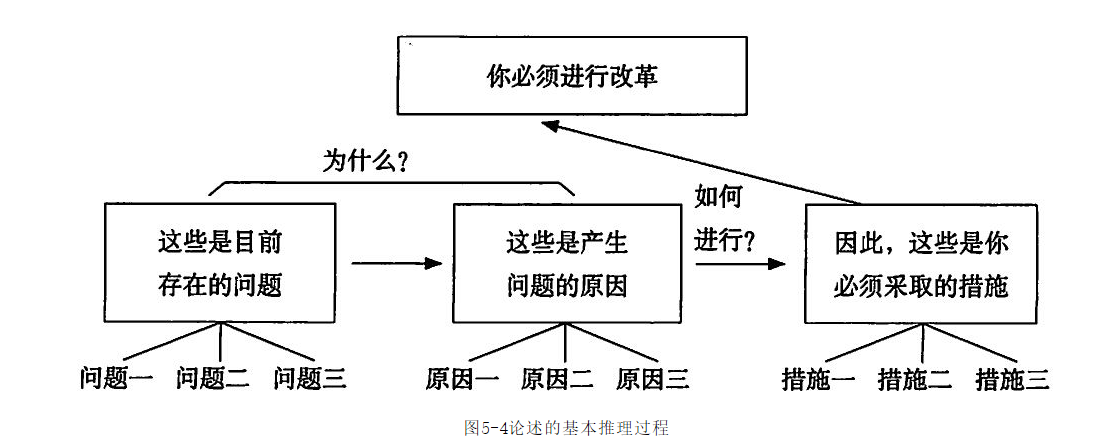 你必须进行改革
为什么？
如何
进行？
这些是目前
存在的问题
这些是产生
问题的原因
因此，这些是你
必须采取的措施
问题一 问题二 问题三
原因一 原因二 原因三
措施一 措施二 措施三
图5-4论述的基本推理过程